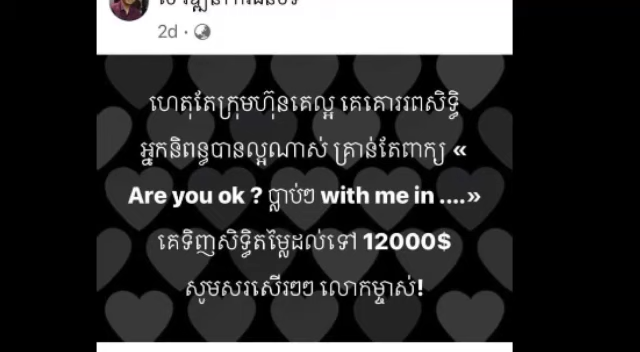 2d ·
ហេតុតែក្រុមហ៊ុនគេល្អ គេគោរពសិទ្ធិ
អ្នកនិពន្ធបានល្អណាស់ គ្រាន់តែពាក្យ «
Are you ok ? ប្លាប់ៗ with me in ....»
គេទិញសិទ្ធិតម្លៃដល់ទៅ 12000$
សូមសរសើរៗៗ លោកម្ចាស់!